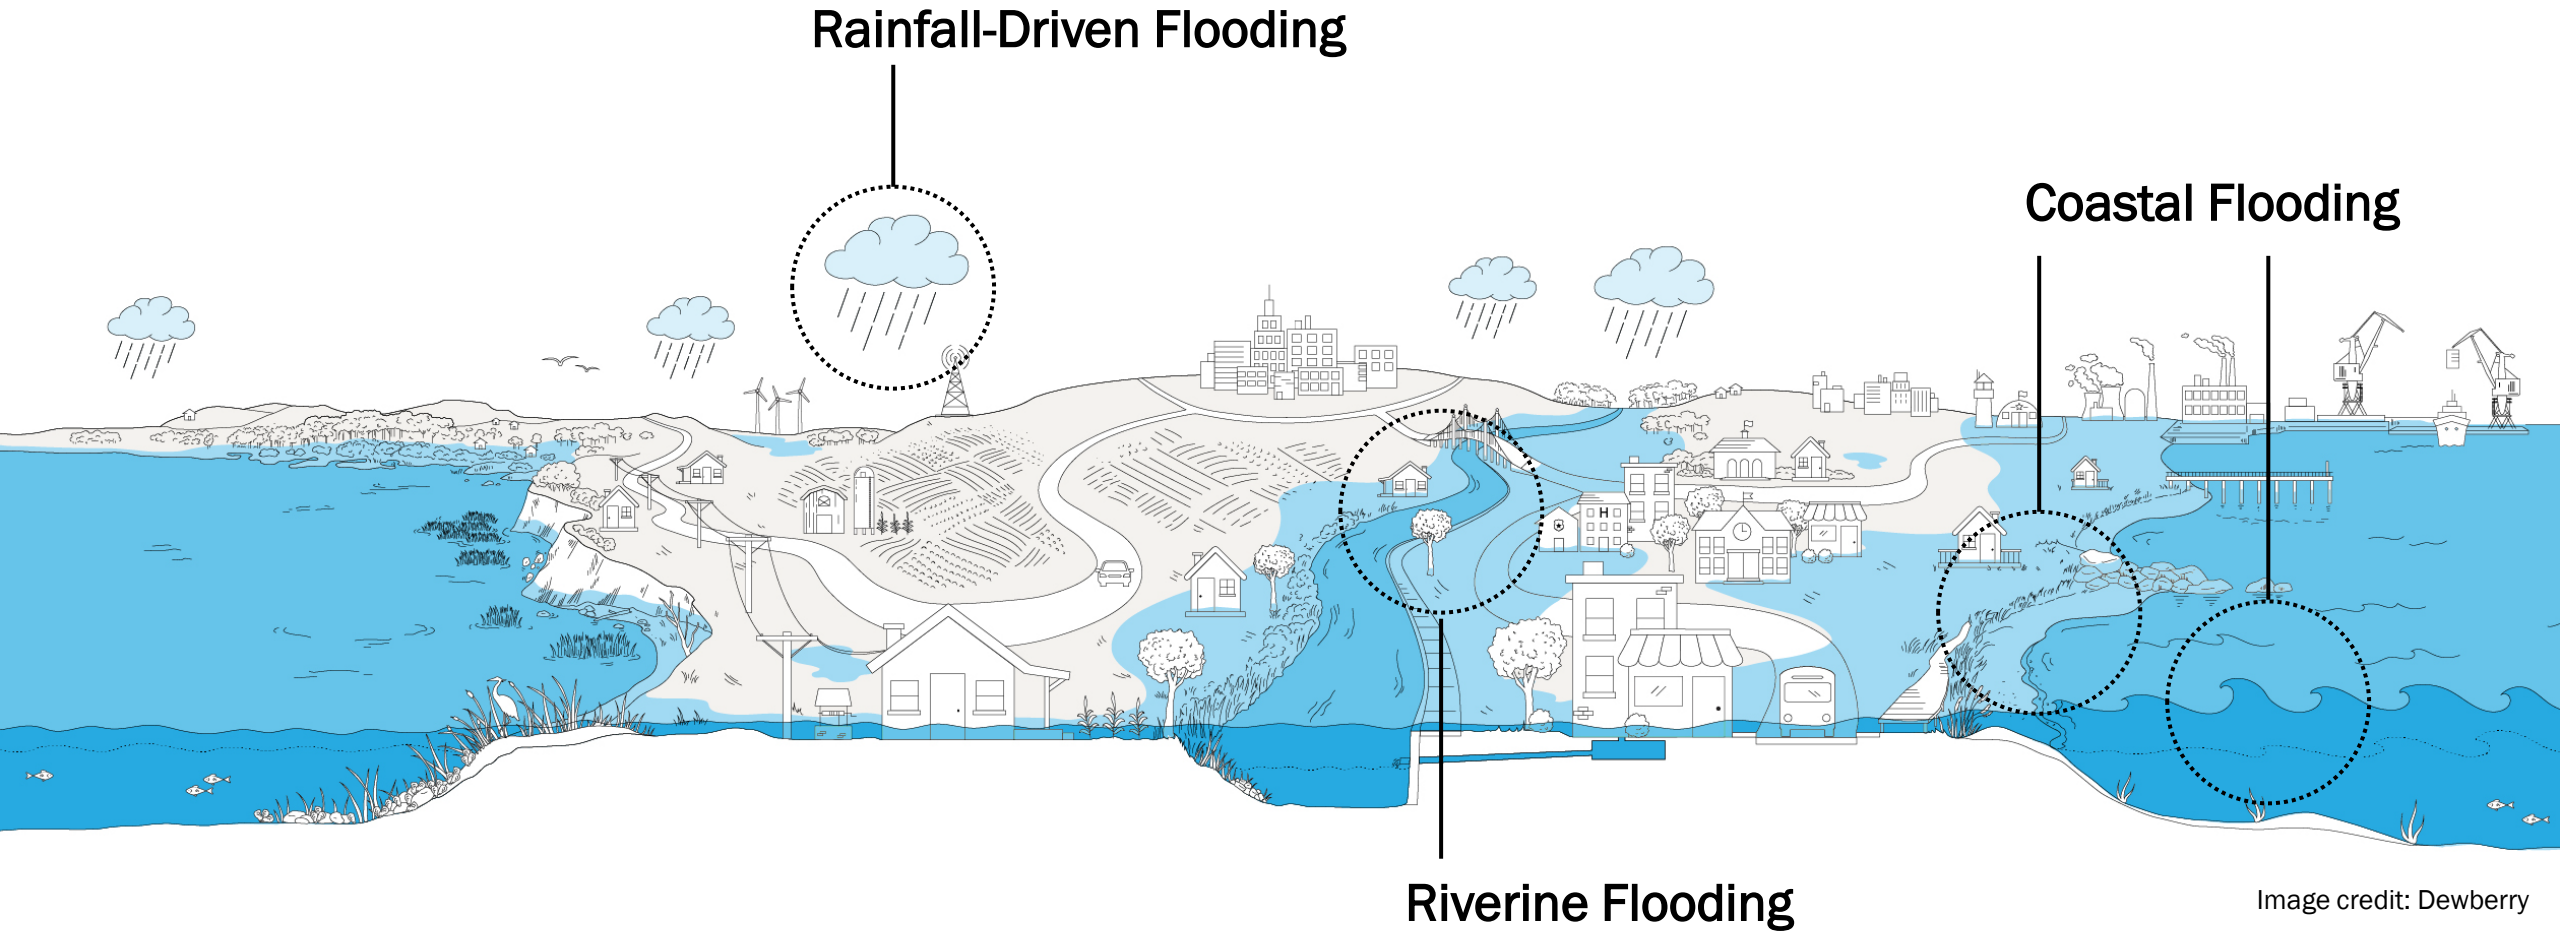 Rainfall-Driven Flooding
Coastal Flooding
H
Riverine Flooding
Image credit: Dewberry